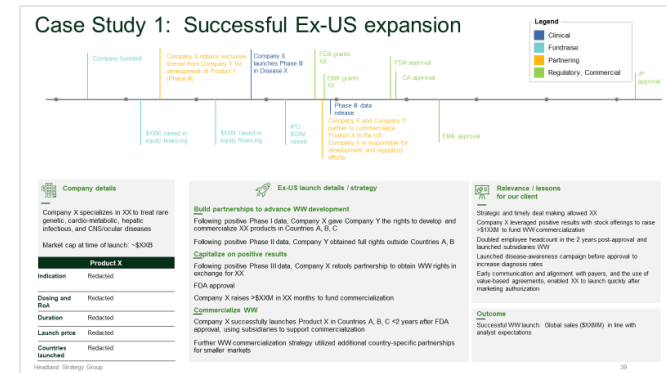 Case Study 1: Successful Ex-US expansion
Legend
Clinical
Fundraise
Partnering
Regulatory, Commercial
Company founded
Company X obtains exclusive
license from Company Y for
development of Product 1
(Phase II)
Company X
launches Phase III
in Disease X
FDA grants
XX
EMA grants
XX
FDA approval
CA approval
JP
approval
$XXM raised in
equity financing
$XXM raised in
equity financing
IPO,
$XXM
raised
Phase III data
release
Company X and Company Y
partner to commercialize
Product X in the US
Company X is responsible for
development and regulatory
efforts
EMA approval
Company details
Company X specializes in XX to treat rare
genetic, cardio-metabolic, hepatic
infectious, and CNS/ocular diseases
Market cap at time of launch: ~$XXB
Product X
Indication Redacted
Dosing and
RoA
Redacted
Duration Redacted
Launch price Redacted
Countries
launched
Redacted
Ex-US launch details / strategy
Build partnerships to advance WW development
Following positive Phase I data, Company X gave Company Y the rights to develop and
commercialize XX products in Countries A, B, C
Following positive Phase II data, Company Y obtained full rights outside Countries A, B
Capitalize on positive results
Following positive Phase III data, Company X retools partnership to obtain WW rights in
exchange for XX
FDA approval
Company X raises >$XXM in XX months to fund commercialization
Commercialize WW
Company X successfully launches Product X in Countries A, B, C <2 years after FDA
approval, using subsidiaries to support commercialization
Further WW commercialization strategy utilized additional country-specific partnerships
for smaller markets
Relevance / lessons
for our client
Strategic and timely deal making allowed XX
Company X leveraged positive results with stock offerings to raise
>$1XXM to fund WW commercialization
Doubled employee headcount in the 2 years post-approval and
launched subsidiaries WW
Launched disease-awareness campaign before approval to
increase diagnosis rates
Early communication and alignment with payers, and the use of
value-based agreements, enabled XX to launch quickly after
marketing authorization
Outcome
Successful WW launch: Global sales ($XXMM) in line with
analyst expectations
Headland Strategy Group
39